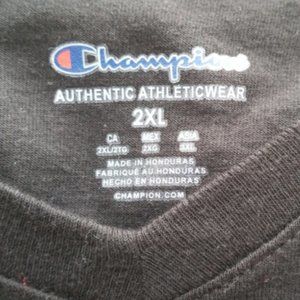 Champion
AUTHENTIC ATHLETICWEAR
2XL
CA MEX ASIA
2XL/2TG 2XG 3XL
MADE IN HONDURAS
FABRIQUÉ AU HONDURAS
HECHO EN HONDURAS
CHAMPION.COM